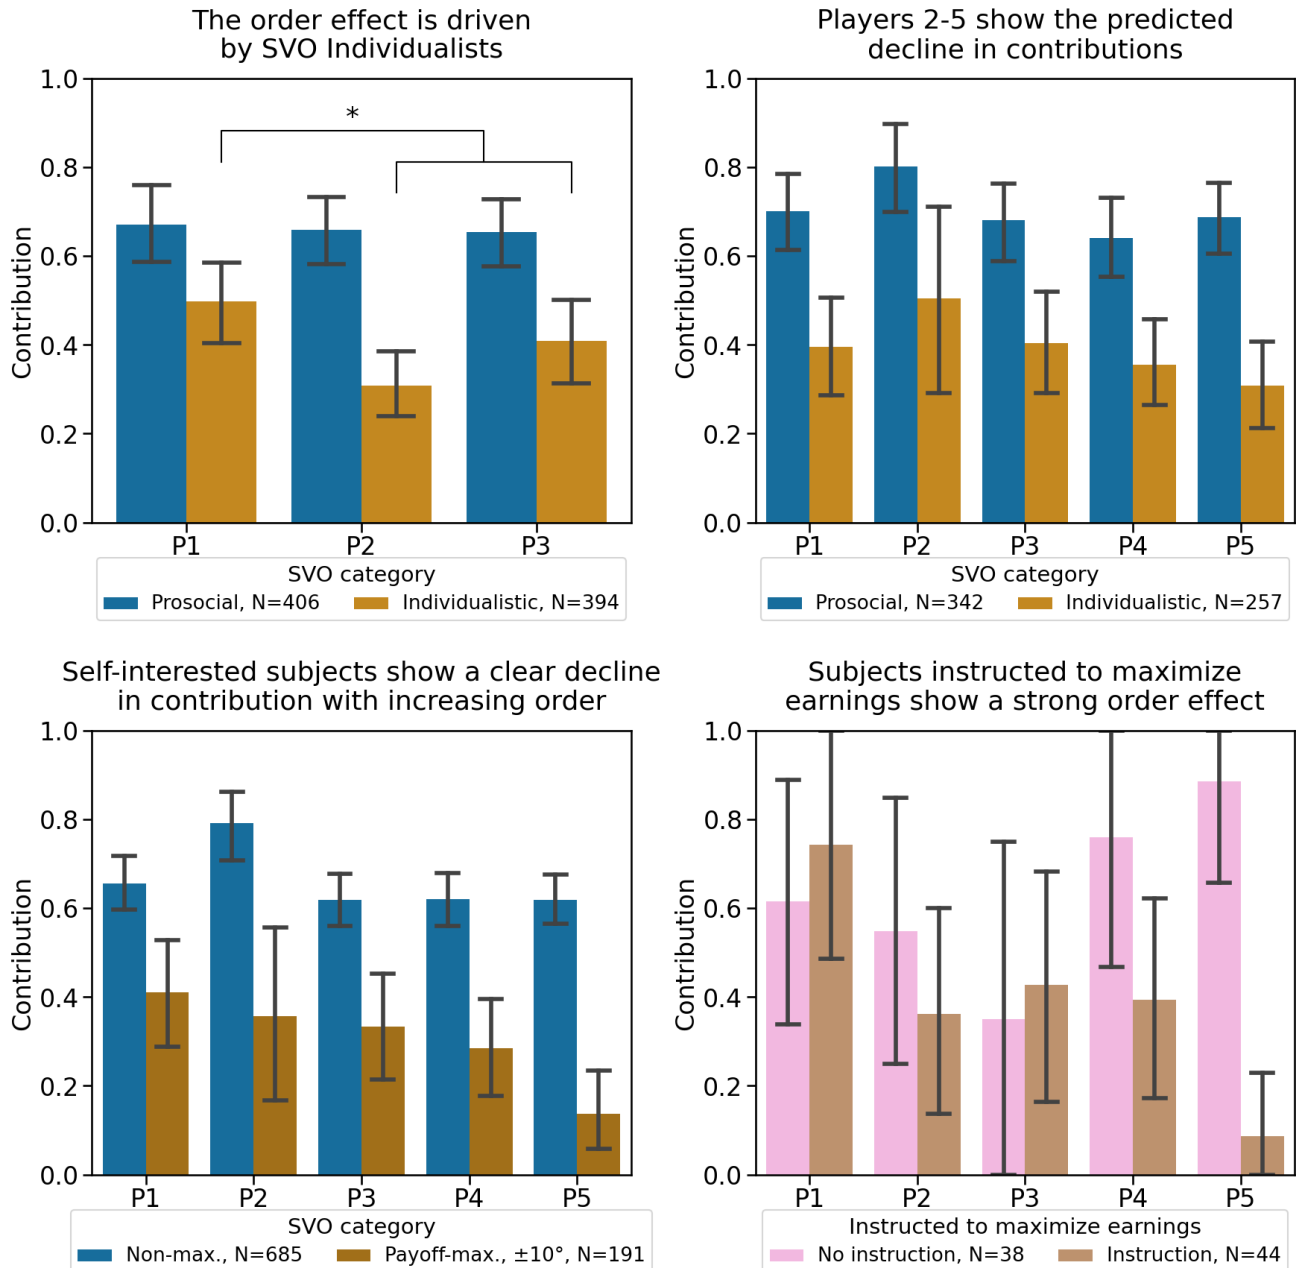 The order effect is driven
by SVO Individualists
1.0
*
0.8
0.6
0.4
0.2
0.0
Contribution
P1 P2 P3
SVO category
Prosocial, N=406 Individualistic, N=394
Players 2-5 show the predicted
decline in contributions
1.0
0.8
0.6
0.4
0.2
0.0
Contribution
P1 P2 P3 P4 P5
SVO category
Prosocial, N=342 Individualistic, N=257
Self-interested subjects show a clear decline
in contribution with increasing order
1.0
0.8
0.6
0.4
0.2
0.0
Contribution
P1 P2 P3 P4 P5
SVO category
Non-max., N=685 Payoff-max., ±10°, N=191
Subjects instructed to maximize
earnings show a strong order effect
1.0
0.8
0.6
0.4
0.2
0.0
Contribution
P1 P2 P3 P4 P5
Instructed to maximize earnings
No instruction, N=38 Instruction, N=44